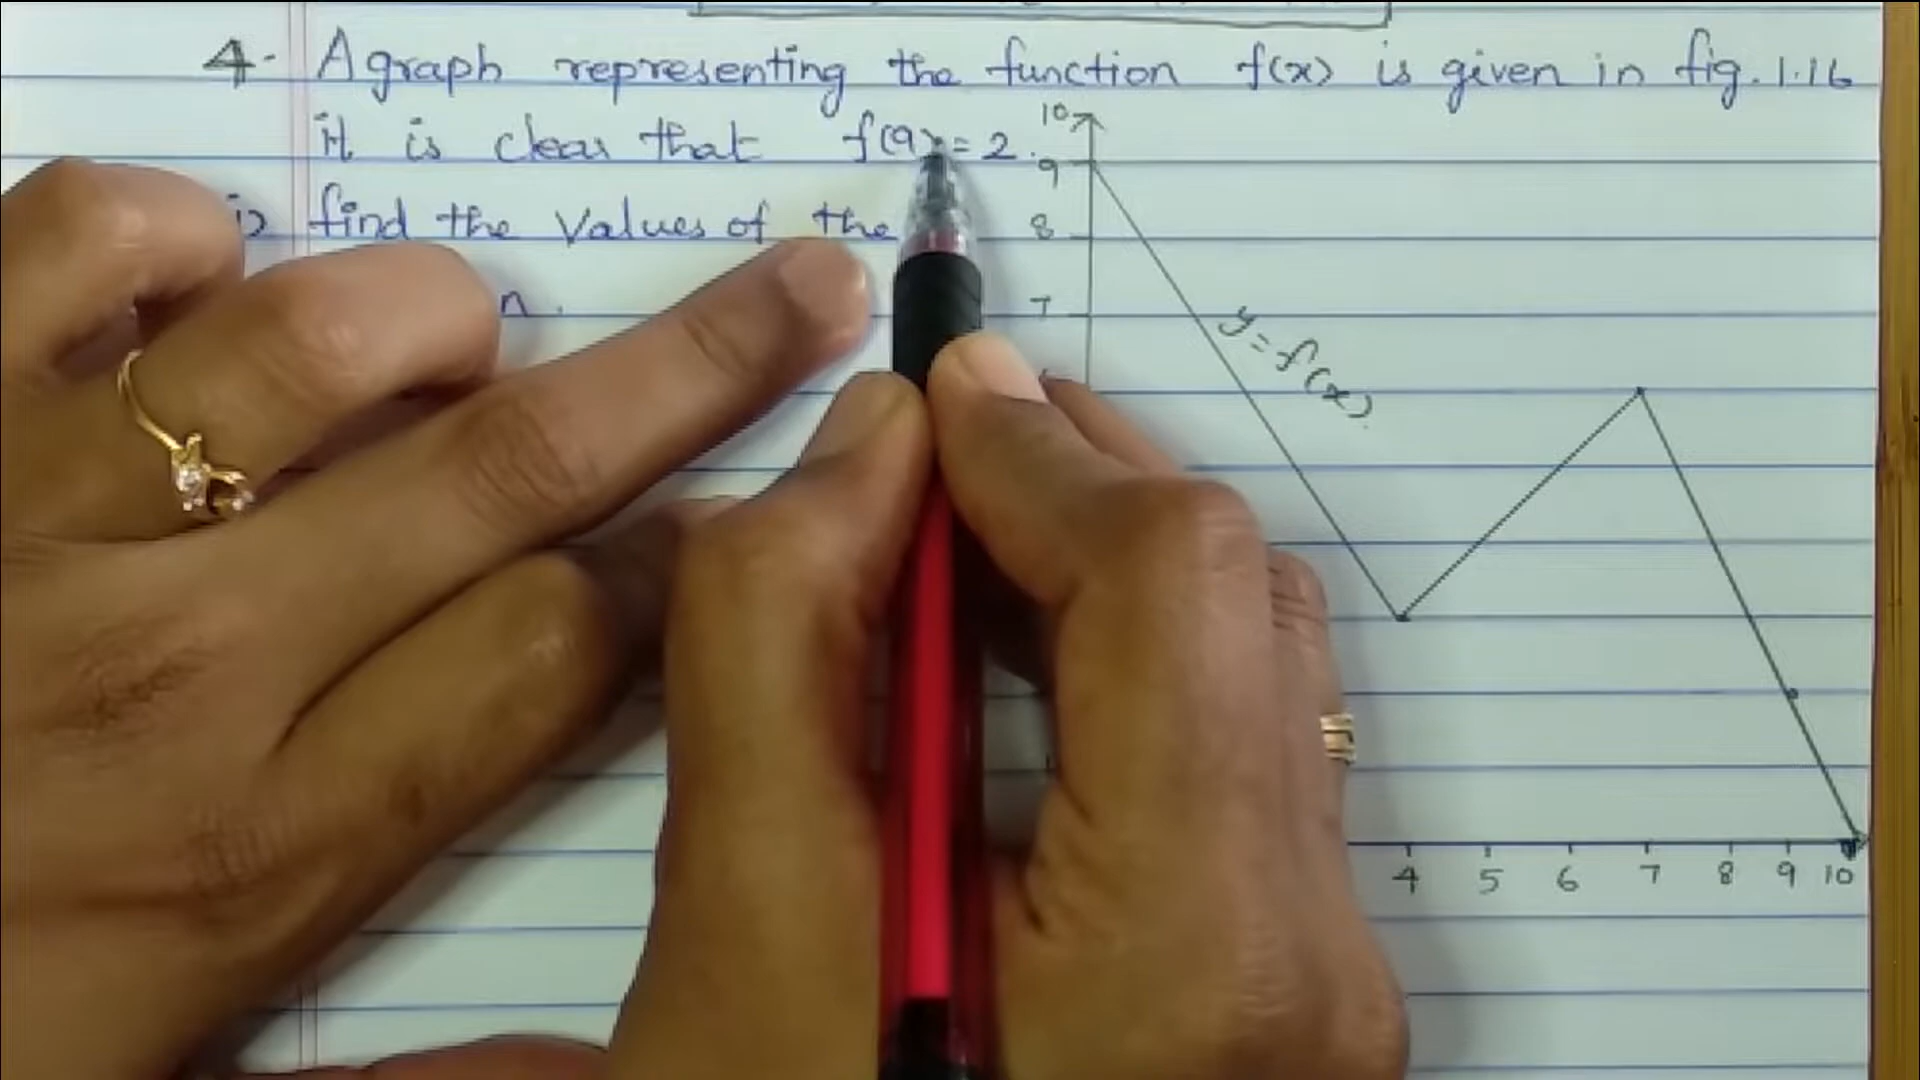 4. A graph representing the function f(x) is given in fig. 1.16
it is clear that f(9)=2.
i) find the values of the
n.
10
9
8
7
y=f(x).
4 5 6 7 8 9 10